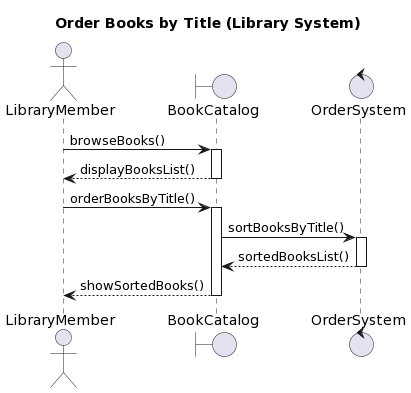 Order Books by Title (Library System)
LibraryMember
BookCatalog
OrderSystem
browseBooks()
displayBooksList()
orderBooksByTitle()
sortBooksByTitle()
sortedBooksList()
showSortedBooks()
LibraryMember
BookCatalog
OrderSystem